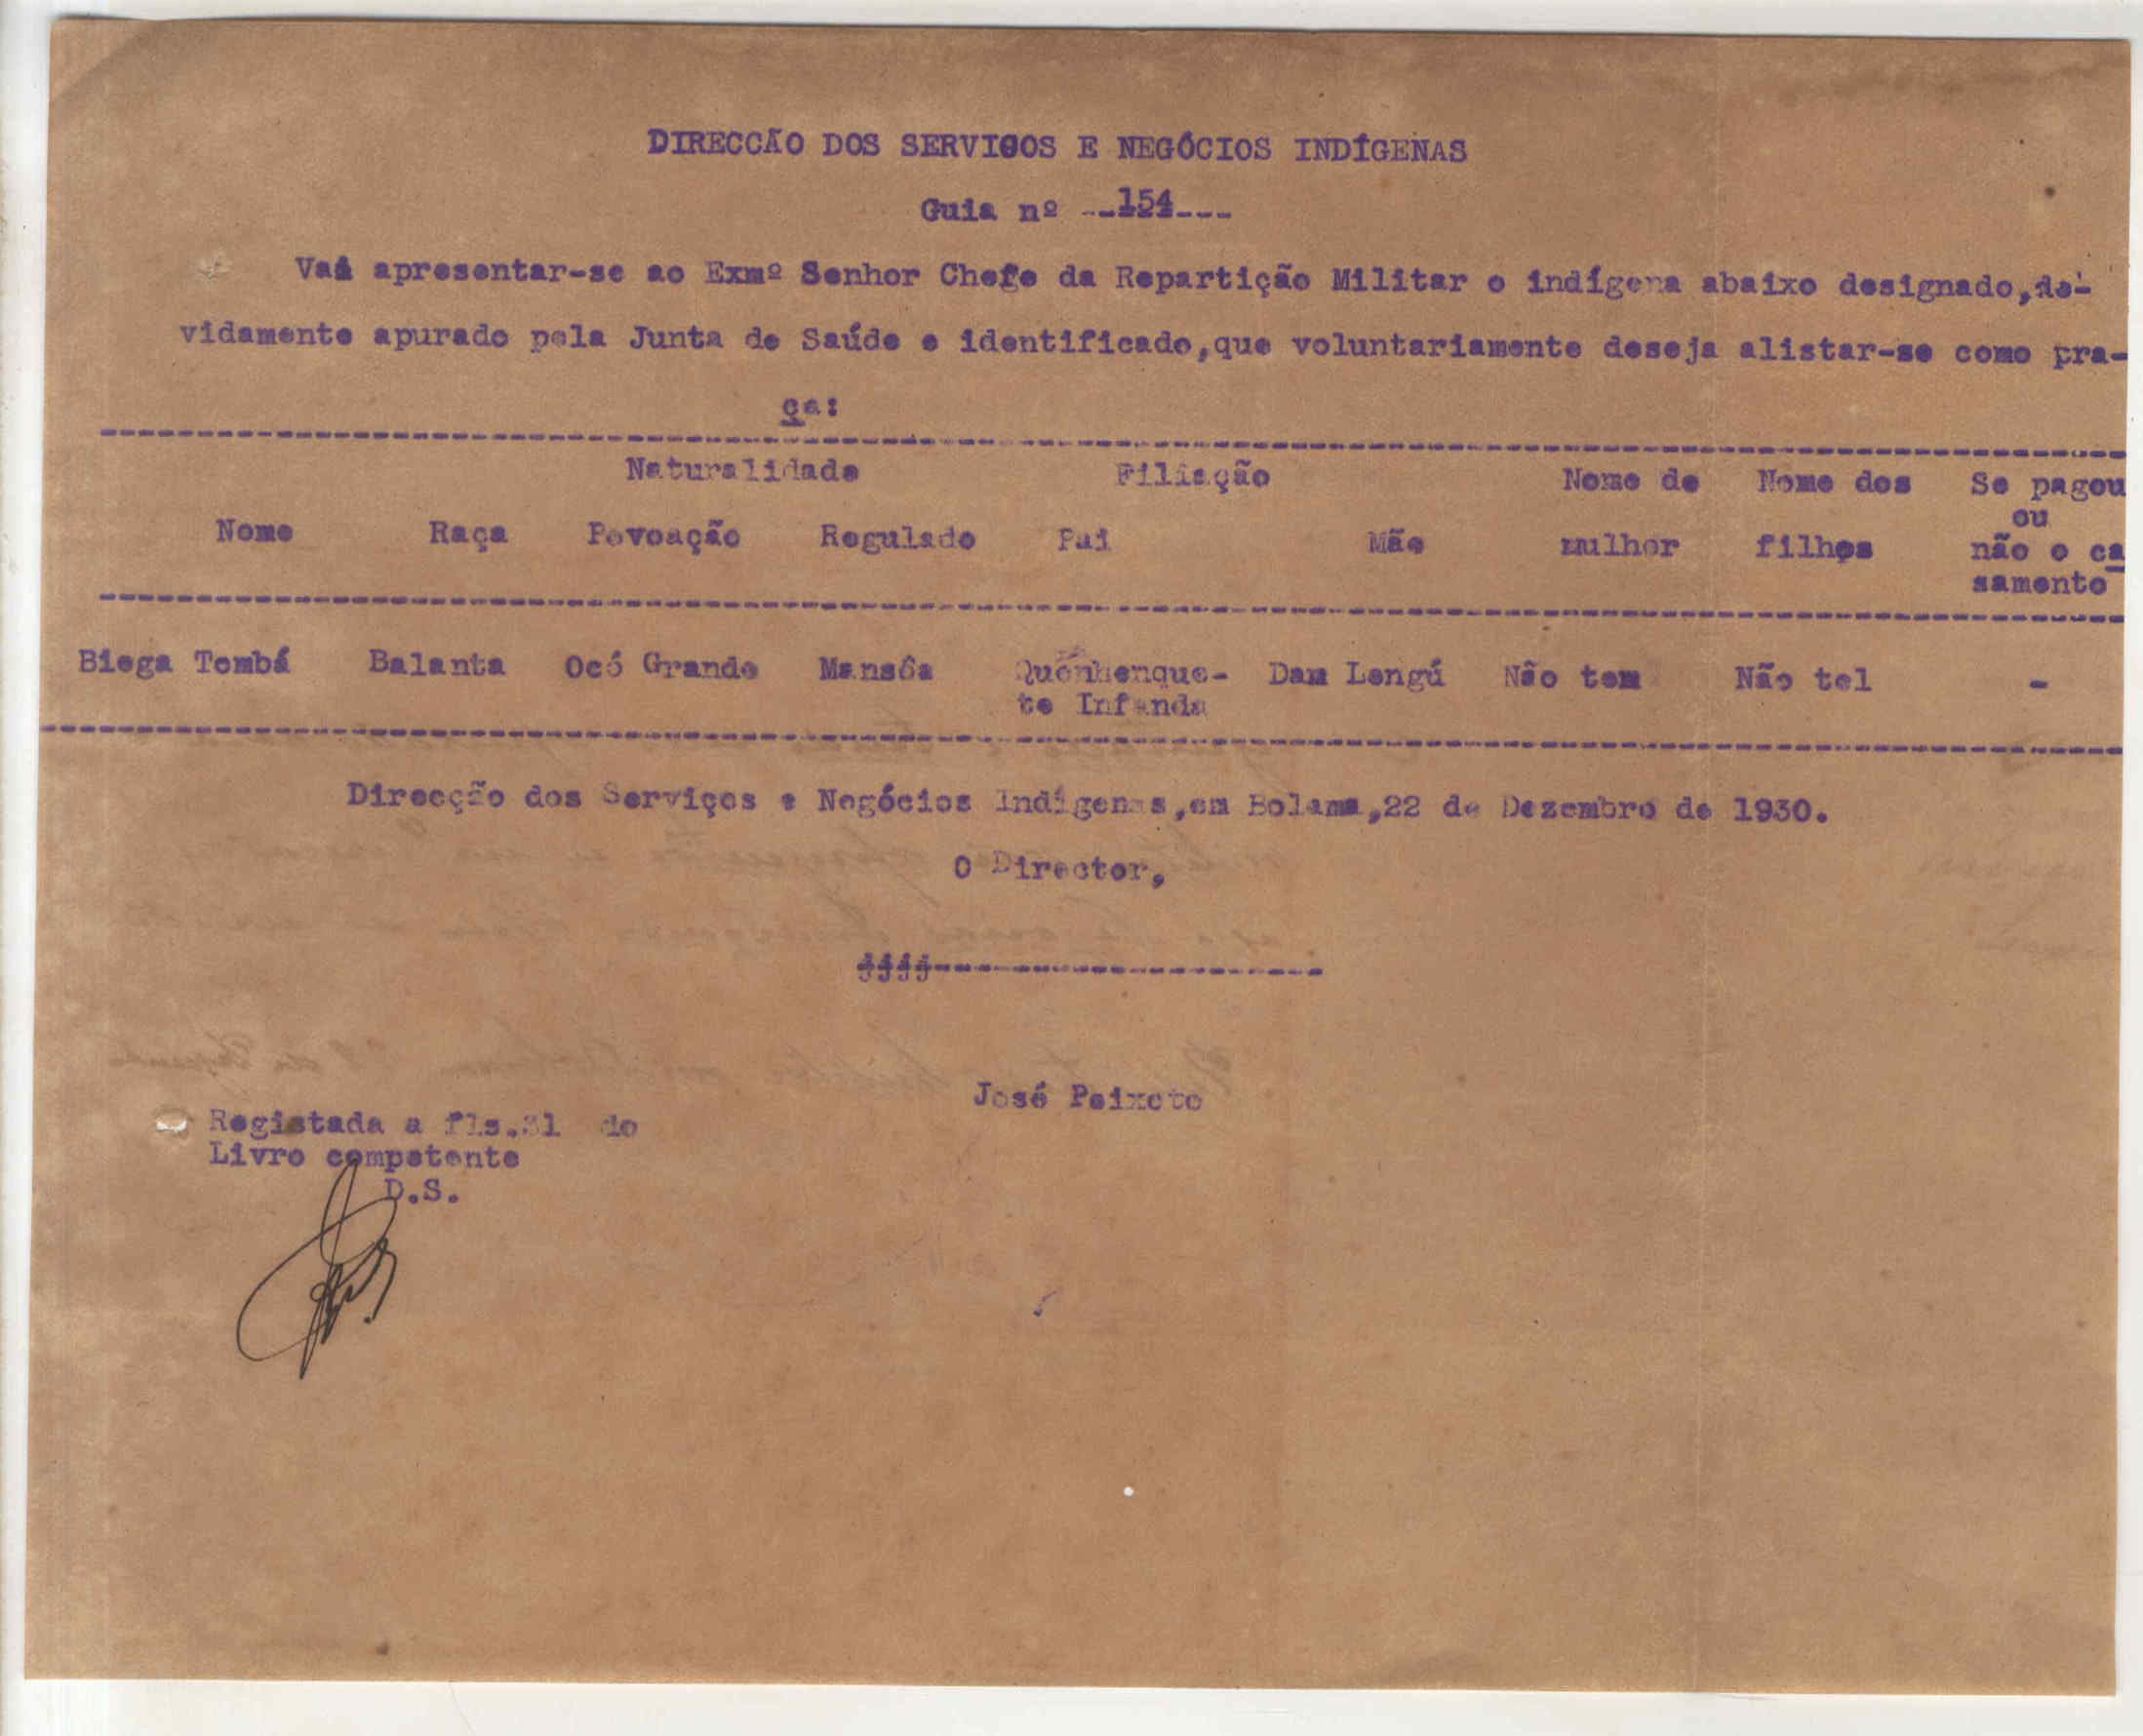 DIRECCÃO DOS SERVIÇOS E NEGÓCIOS INDÍGENAS
Guia nº ---154---
Vai apresentar-se ao Exmº Senhor Chefe da Repartição Militar o indígena abaixo designado,de-
vidamente apurado pela Junta de Saúde e identificado,que voluntariamente deseja alistar-se como pra-
ça:
Naturalidade Filiação Nome de Nome dos Se pagou
ou
Nome Raça Povoação Regulado Pai Mãe mulher filhos não o ca
samento
Biega Tombá Balanta Ocó Grande Mansôa Quénhenque- Dam Lengú Não tem Não tel -
te Infanda
Direcção dos Serviços e Negócios Indígenas,em Bolama,22 de Dezembro de 1930.
O Director,
jjjj-----------------------
José Peixoto
Registada a fls.31 do
Livro competente
D.S.